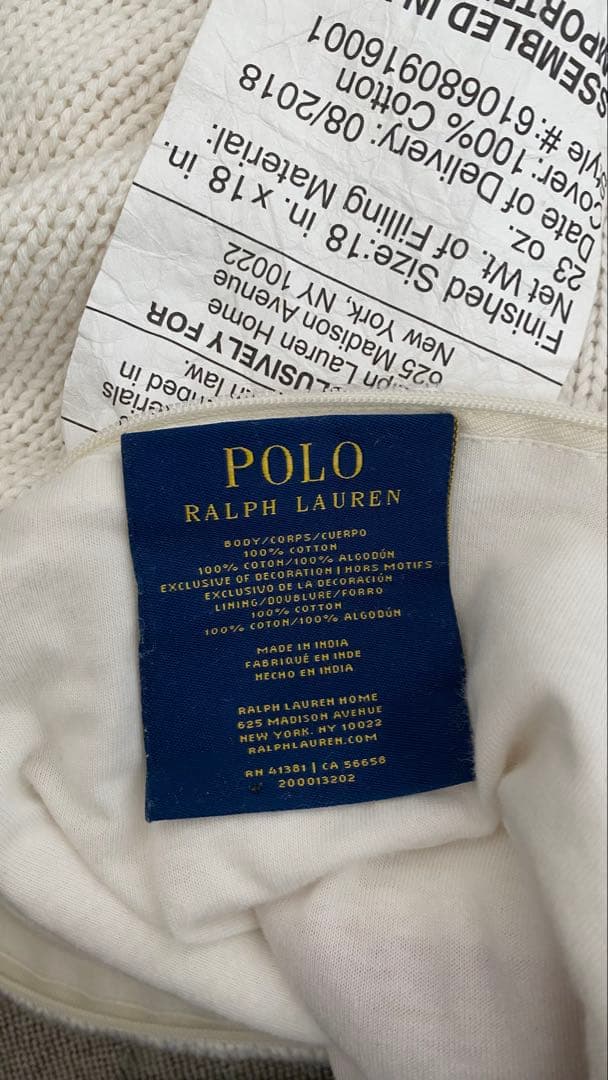 POLO
RALPH LAUREN
BODY/CORPS/CUERPO
100% COTTON
100% COTON/100% ALGODÓN
EXCLUSIVE OF DECORATION | HORS MOTIFS
EXCLUSIVO DE LA DECORACIÓN
LINING/DOUBLURE/FORRO
100% COTTON
100% COTON/100% ALGODÓN
MADE IN INDIA
FABRIQUÉ EN INDE
HECHO EN INDIA
RALPH LAUREN HOME
625 MADISON AVENUE
NEW YORK, NY 10022
RALPHLAUREN.COM
RN 41381 | CA 56656
200013202
law.
FOR
Lauren Home
625 Madison Avenue
New York, NY 10022
Finished Size:18 in. x 18 in.
Net Wt. of Filling Material:
23 oz.
Date of Delivery: 08/2018
Cover: 100% Cotton
Style #:610680916001
ASSEMBLED IN